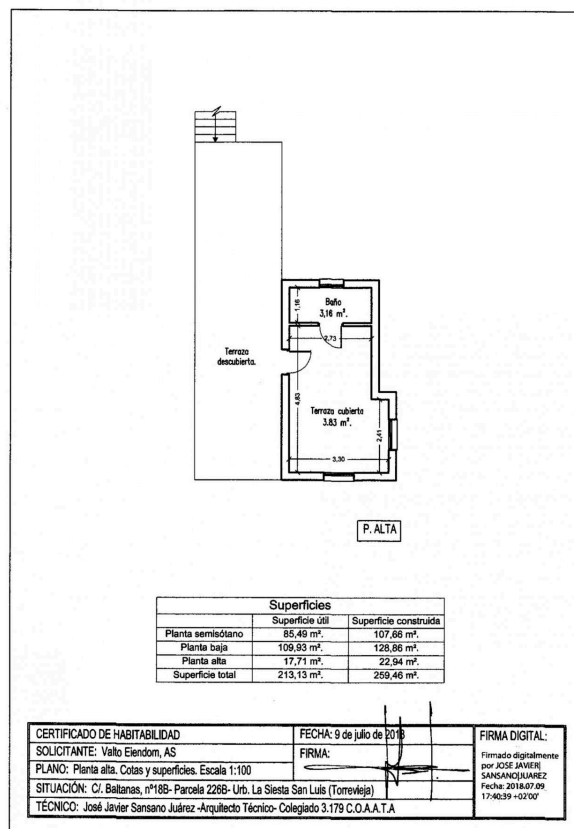 Baño
3,16 m².
1,16
2,73
Terraza
descubierta.
4,83
Terraza cubierta
3.83 m².
2,41
3,30
P. ALTA
Superficies
Superficie útil Superficie construida
Planta semisótano 85,49 m². 107,66 m².
Planta baja 109,93 m². 128,86 m².
Planta alta 17,71 m². 22,94 m².
Superficie total 213,13 m². 259,46 m².
CERTIFICADO DE HABITABILIDAD
FECHA: 9 de julio de 2018
FIRMA DIGITAL:
SOLICITANTE: Valto Eiendom, AS
FIRMA:
PLANO: Planta alta. Cotas y superficies. Escala 1:100
SITUACIÓN: C/. Baltanas, nº18B- Parcela 226B- Urb. La Siesta San Luis (Torrevieja)
TÉCNICO: José Javier Sansano Juárez -Arquitecto Técnico- Colegiado 3.179 C.O.A.A.T.A
Firmado digitalmente
por JOSE JAVIER|
SANSANO|JUAREZ
Fecha: 2018.07.09
17:40:39 +02'00'